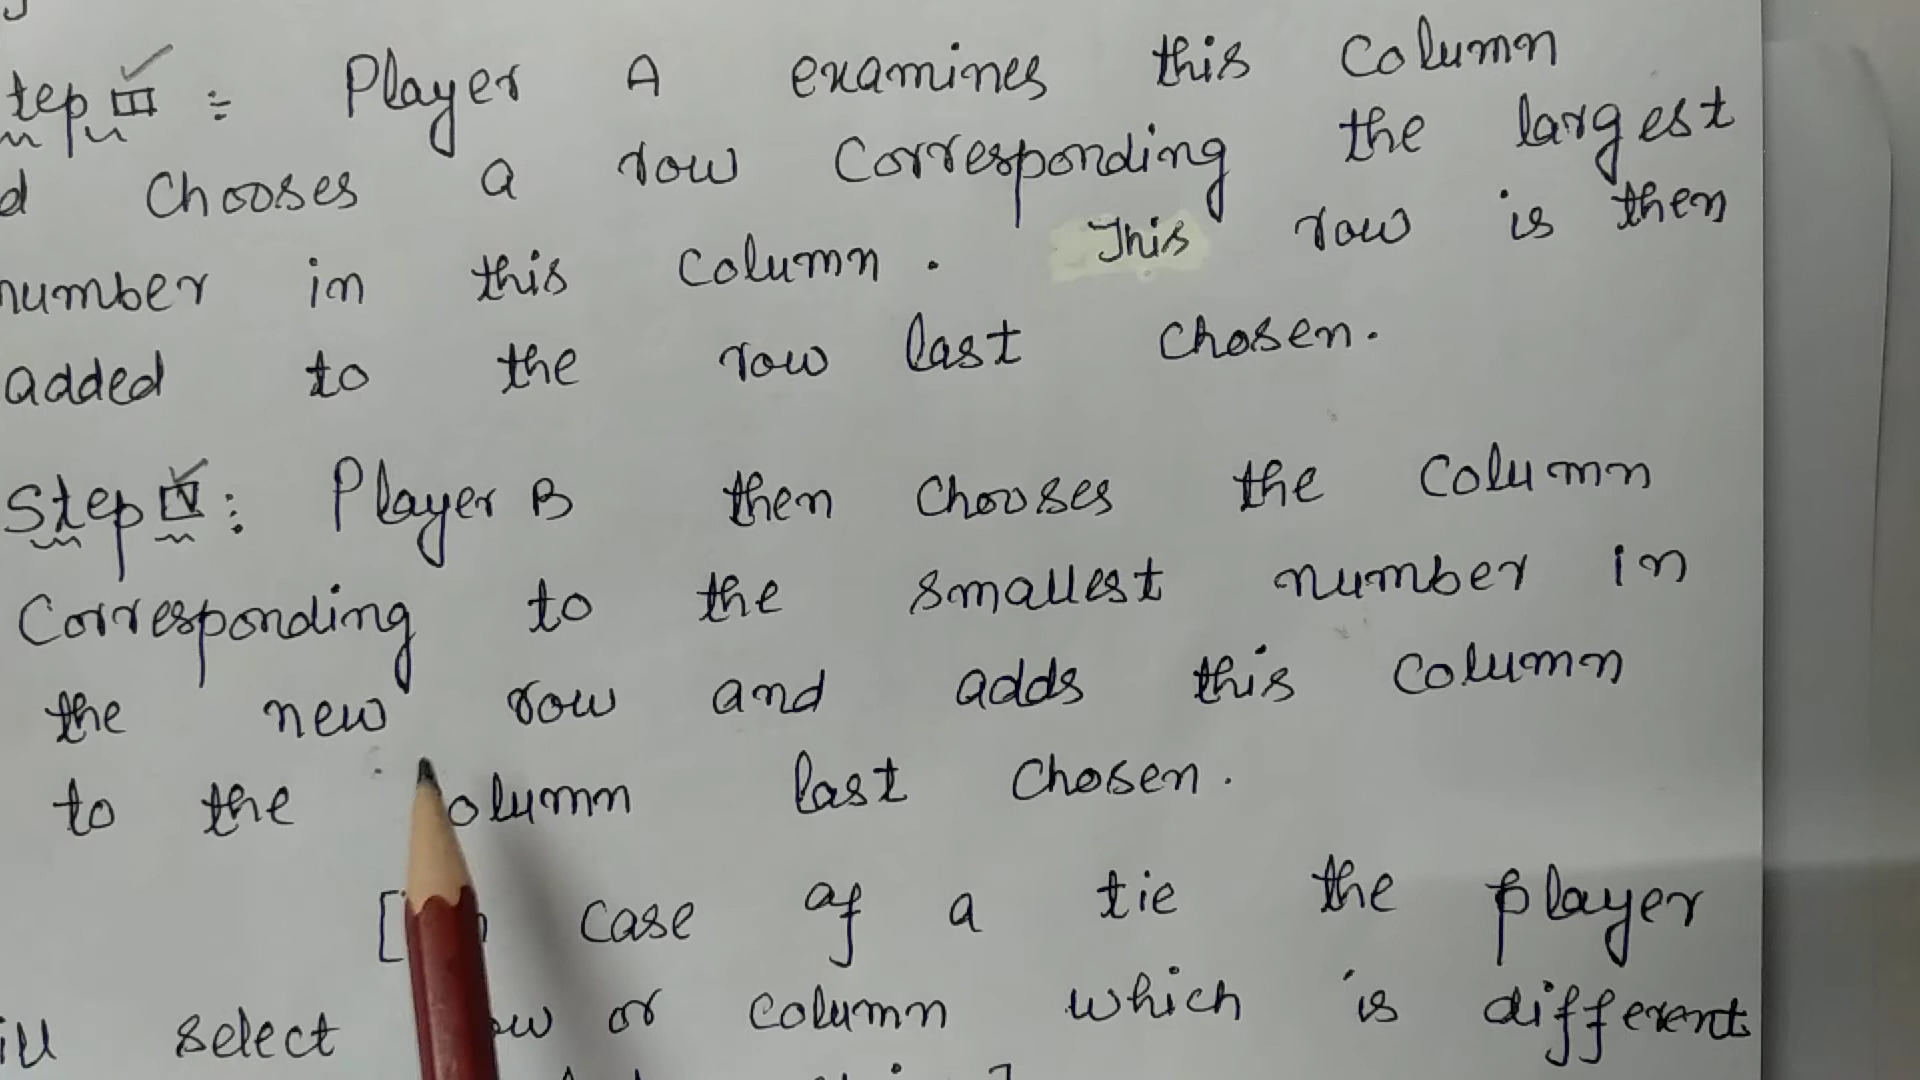 tep III :- Player A examines this column
d chooses a row corresponding the largest
number in this column. This row is then
added to the row last chosen.
Step IV: Player B then chooses the column
Corresponding to the smallest number in
the new row and adds this column
to the column last chosen.
[ case of a tie the player
ill select or column which is different